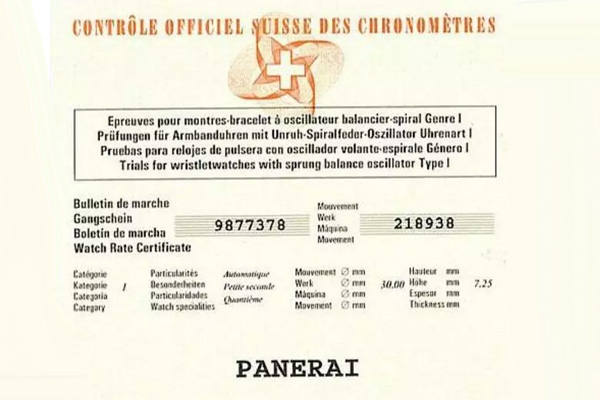 CONTRÔLE OFFICIEL SUISSE DES CHRONOMÈTRES
Epreuves pour montres-bracelet à oscillateur balancier-spiral Genre I
Prüfungen für Armbanduhren mit Unruh-Spiralfeder-Oszillator Uhrenart I
Pruebas para relojes de pulsera con oscillador volante-espirale Género I
Trials for wristletwatches with sprung balance oscillator Type I
Bulletin de marche
Gangschein
Boletin de marcha
Watch Rate Certificate
9877378
Mouvement
Werk
Máquina
Movement
218938
Catégorie
Kategorie
Categoria
Category
1
Particularités
Besonderheiten
Particularidades
Watch specialities
Automatique
Petite seconde
Quantième
Mouvement ∅ mm
Werk ∅ mm
Máquina ∅ mm
Movement ∅ mm
30.00
Hauteur mm
Höhe mm
Espesor mm
Thickness mm
7.25
PANERAI